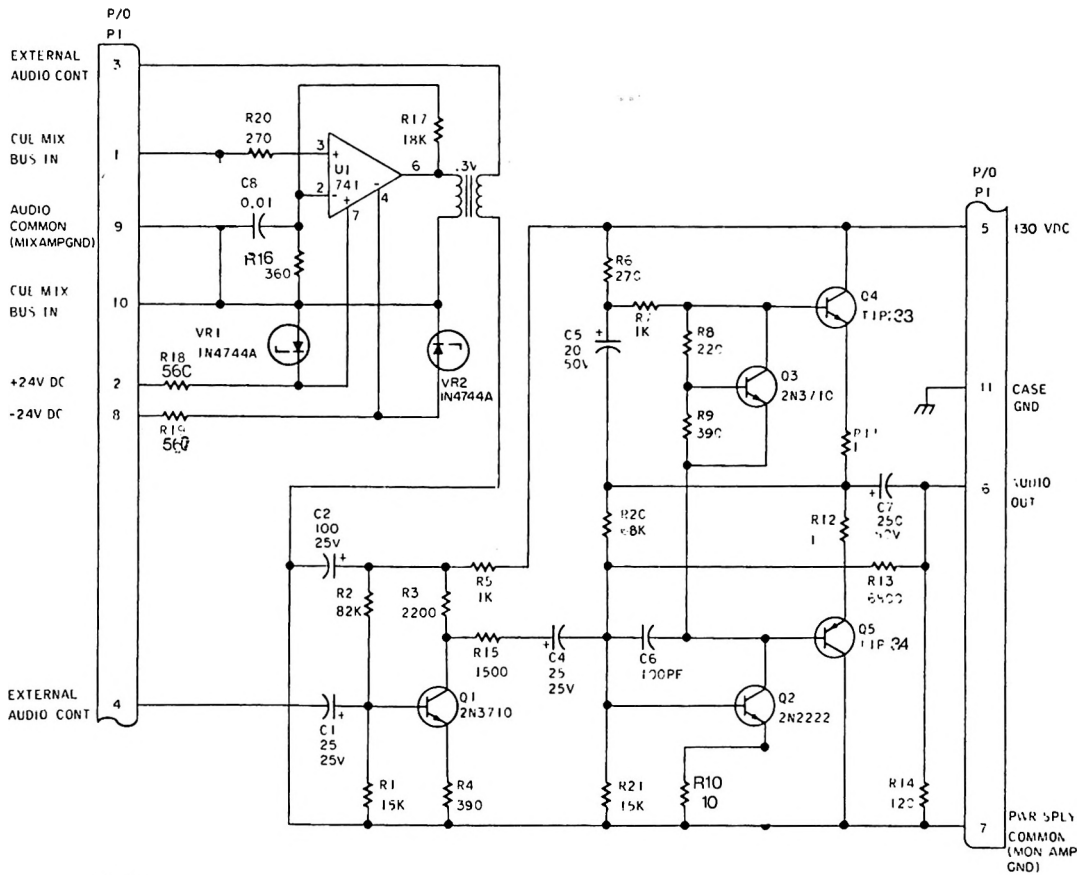 P/O
P1
EXTERNAL
AUDIO CONT
3
R20
270
R17
18K
CUE MIX
BUS IN
1
3
+
U1
741
6
.3V
C8
0.01
2
-
+
-
4
7
P/O
P1
AUDIO
COMMON
(MIXAMPGND)
9
R16
360
5
+30 VDC
R6
270
CUE MIX
BUS IN
10
R7
1K
Q4
C5
20
50V
+
R8
220
VR1
1N4744A
Q3
2N3710
VR2
1N4744A
R18
+24V DC
2
11
CASE
GND
-24V DC
8
R19
R9
390
R11
1
6
OUT
C7
+
C2
100
25V
+
R20
68K
R12
1
R5
1K
R13
R2
82K
R3
2200
R15
1500
+
C4
25
25V
C6
100PF
Q5
EXTERNAL
AUDIO CONT
4
C1
25
25V
+
Q1
2N3710
Q2
2N2222
R1
15K
R4
390
R21
15K
R10
10
R14
120
7
PWR SPLY
COMMON
(MON AMP
GND)